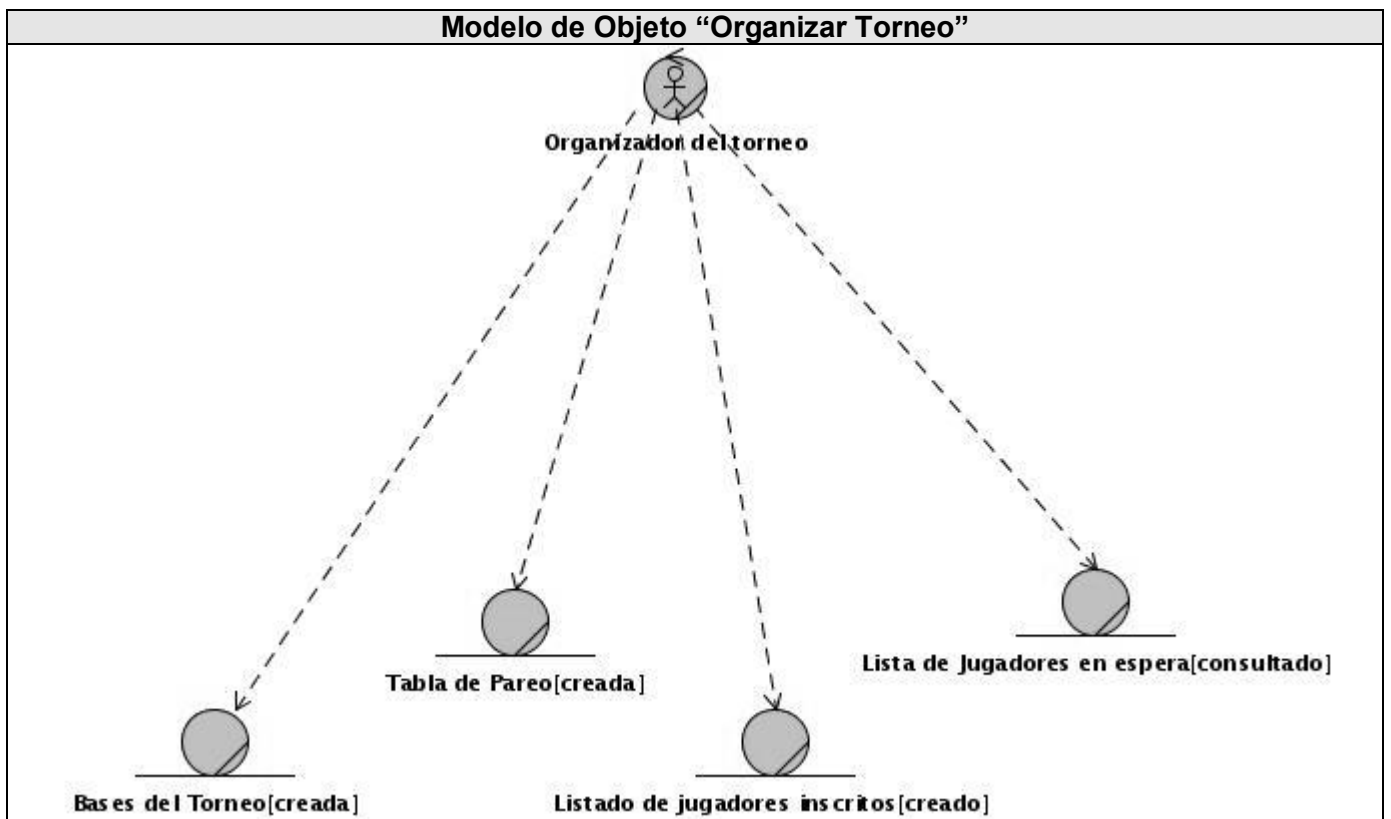 Modelo de Objeto “Organizar Torneo”
Organizador del torneo
Lista de Jugadores en espera[consultado]
Tabla de Pareo[creada]
Bases del Torneo[creada]
Listado de jugadores inscritos[creado]